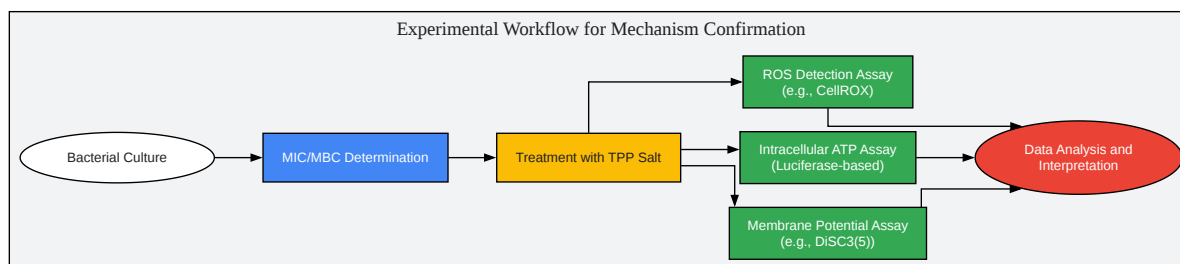 Experimental Workflow for Mechanism Confirmation
ROS Detection Assay
(e.g., CellROX)
Bacterial Culture
MIC/MBC Determination
Treatment with TPP Salt
Intracellular ATP Assay
(Luciferase-based)
Data Analysis and
Interpretation
Membrane Potential Assay
(e.g., DiSC3(5))